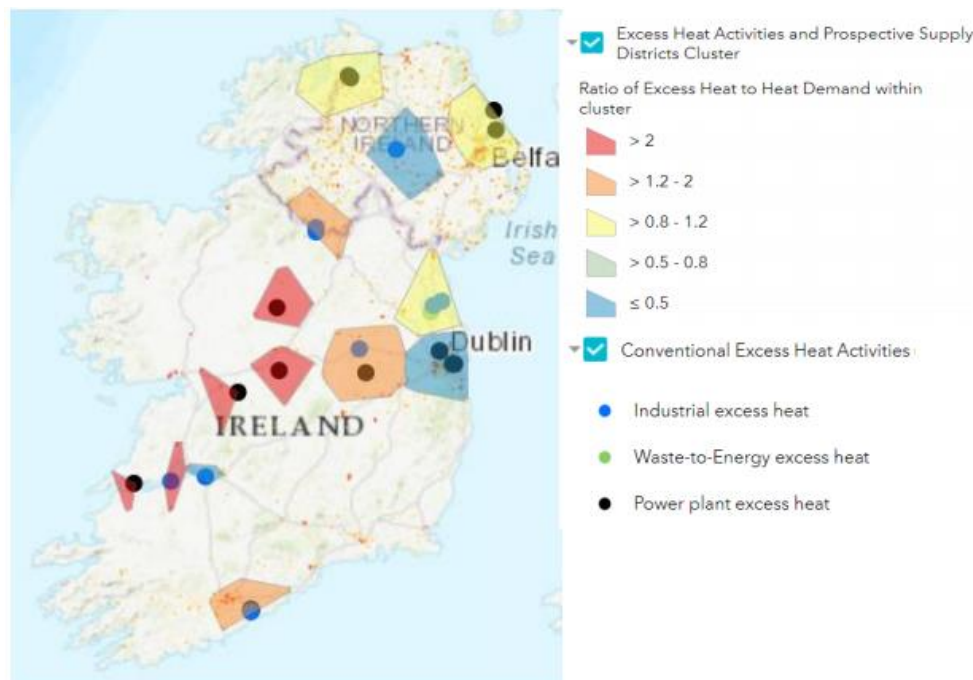 NORTHERN
IRELAND
Belfa
Irish
Sea
Dublin
IRELAND
Excess Heat Activities and Prospective Supply
Districts Cluster
Ratio of Excess Heat to Heat Demand within
cluster
> 2
> 1.2 - 2
> 0.8 - 1.2
> 0.5 - 0.8
≤ 0.5
Conventional Excess Heat Activities
Industrial excess heat
Waste-to-Energy excess heat
Power plant excess heat